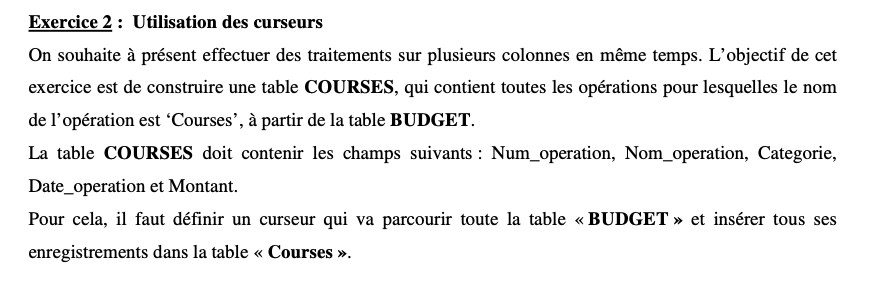 Exercice 2 : Utilisation des curseurs
On souhaite à présent effectuer des traitements sur plusieurs colonnes en même temps. L’objectif de cet
exercice est de construire une table COURSES, qui contient toutes les opérations pour lesquelles le nom
de l’opération est ‘Courses’, à partir de la table BUDGET.
La table COURSES doit contenir les champs suivants : Num_operation, Nom_operation, Categorie,
Date_operation et Montant.
Pour cela, il faut définir un curseur qui va parcourir toute la table « BUDGET » et insérer tous ses
enregistrements dans la table « Courses ».